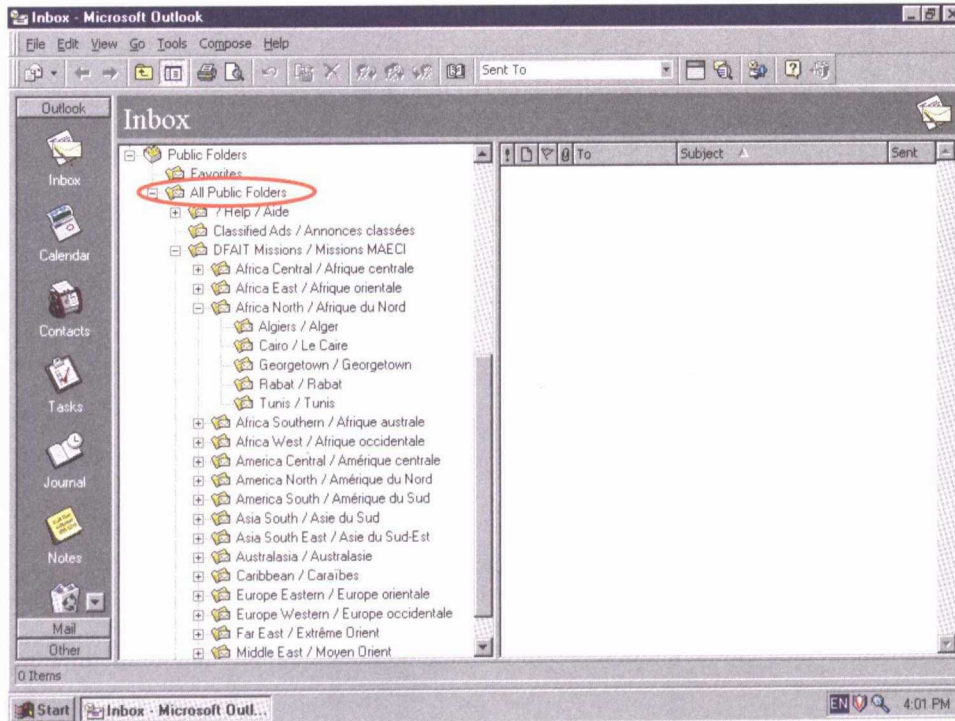 Inbox - Microsoft Outlook
File Edit View Go Tools Compose Help
Sent To
Outlook
Inbox
Calendar
Contacts
Tasks
Journal
Notes
Mail
Other
Inbox
Public Folders
Favorites
All Public Folders
? Help / Aide
Classified Ads / Annonces classées
DFAIT Missions / Missions MAECI
Africa Central / Afrique centrale
Africa East / Afrique orientale
Africa North / Afrique du Nord
Algiers / Alger
Cairo / Le Caire
Georgetown / Georgetown
Rabat / Rabat
Tunis / Tunis
Africa Southern / Afrique australe
Africa West / Afrique occidentale
America Central / Amérique centrale
America North / Amérique du Nord
America South / Amérique du Sud
Asia South / Asie du Sud
Asia South East / Asie du Sud-Est
Australasia / Australasie
Caribbean / Caraïbes
Europe Eastern / Europe orientale
Europe Western / Europe occidentale
Far East / Extrême Orient
Middle East / Moyen Orient
To Subject Sent
0 Items
Start Inbox - Microsoft Outl... EN 4:01 PM